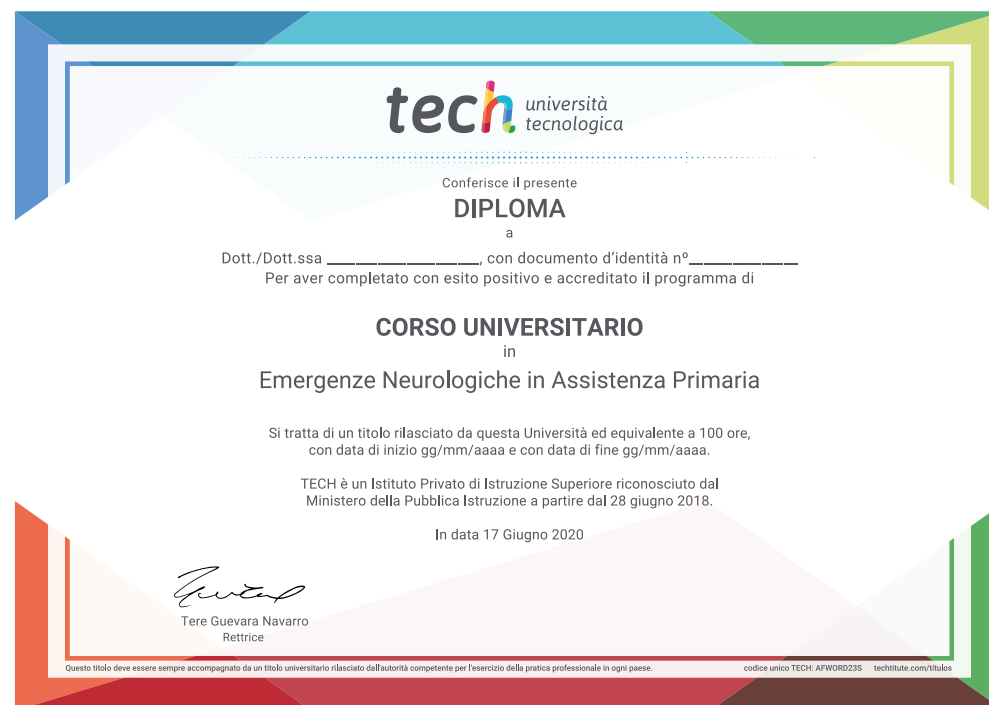 tech università
tecnologica
Conferisce il presente
DIPLOMA
a
Dott./Dott.ssa ________________, con documento d'identità nº____________
Per aver completato con esito positivo e accreditato il programma di
CORSO UNIVERSITARIO
in
Emergenze Neurologiche in Assistenza Primaria
Si tratta di un titolo rilasciato da questa Università ed equivalente a 100 ore,
con data di inizio gg/mm/aaaa e con data di fine gg/mm/aaaa.
TECH è un Istituto Privato di Istruzione Superiore riconosciuto dal
Ministero della Pubblica Istruzione a partire dal 28 giugno 2018.
In data 17 Giugno 2020
Tere Guevara Navarro
Rettrice
Questo titolo deve essere sempre accompagnato da un titolo universitario rilasciato dall'autorità competente per l'esercizio della pratica professionale in ogni paese. codice unico TECH: AFWORD23S techtitute.com/títulos